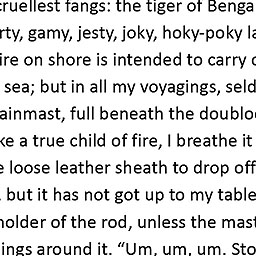 cruellest fangs: the tiger of Benga
rty, gamy, jesty, joky, hoky-poky la
ire on shore is intended to carry
sea; but in all my voyagings, seld
ainmast, full beneath the doublo
ke a true child of fire, I breathe it
e loose leather sheath to drop off
, but it has not got up to my table
holder of the rod, unless the mast
ings around it. “Um, um, um. Sto